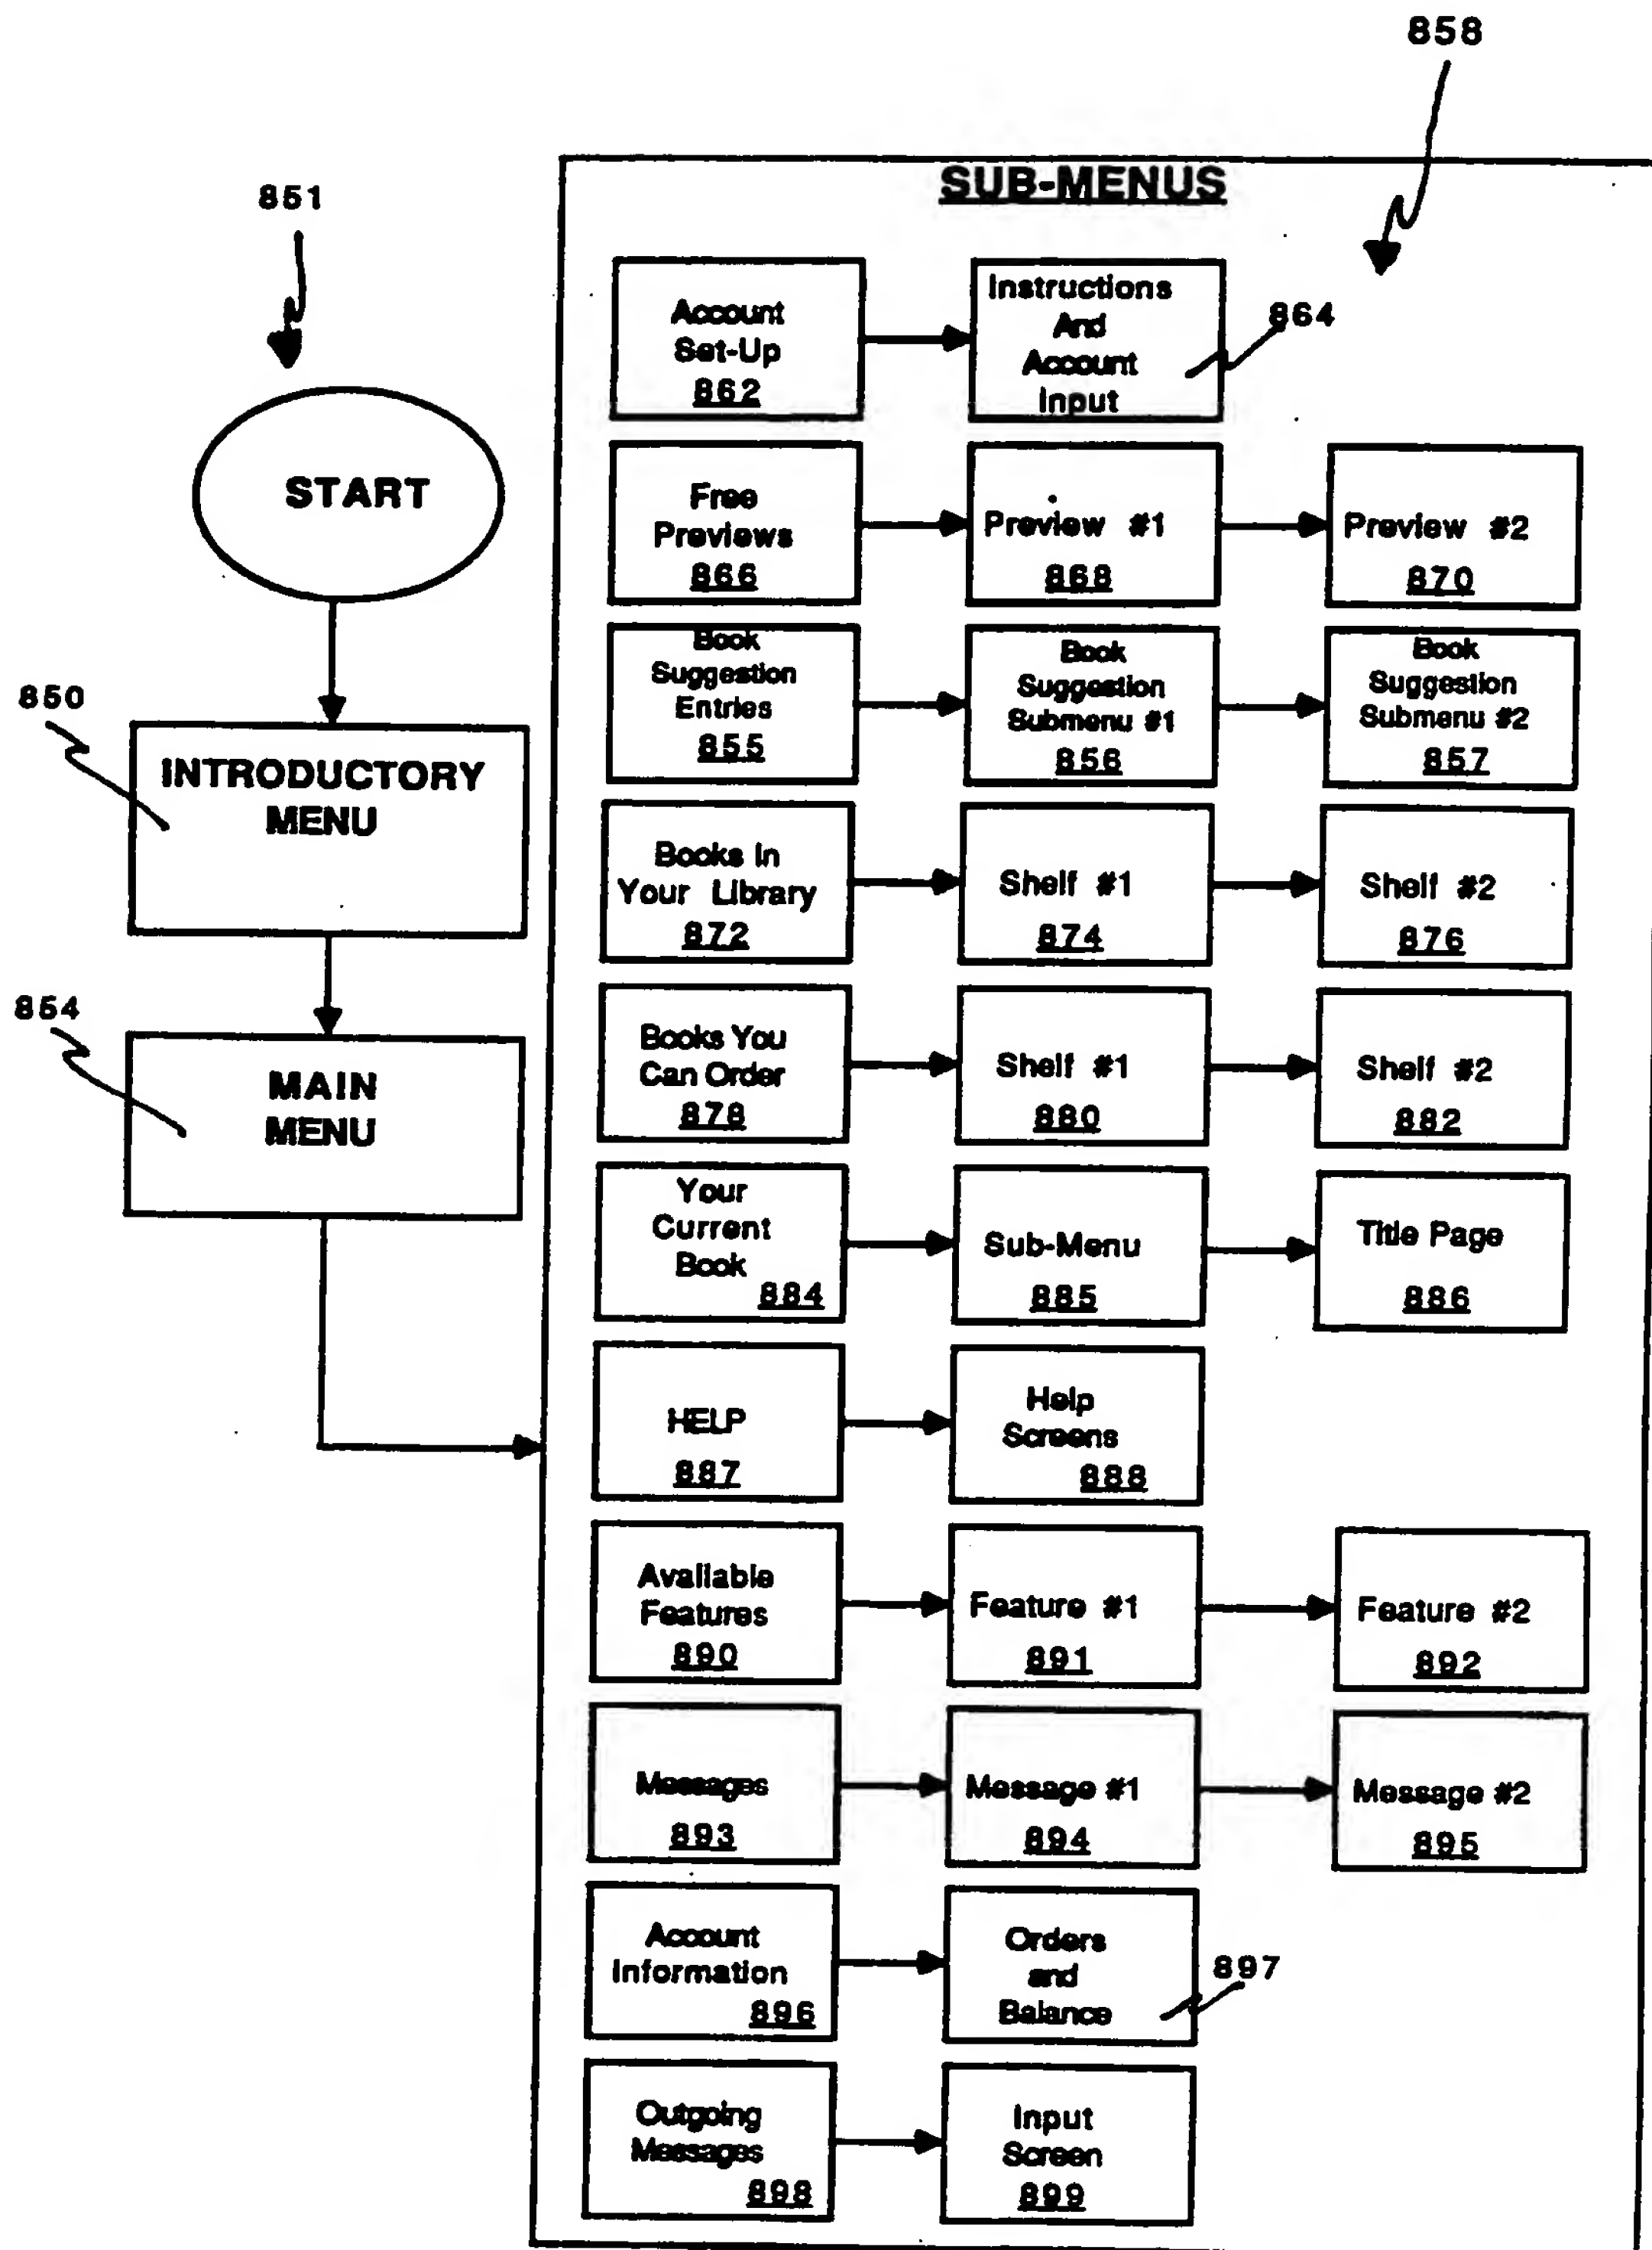 858
851
SUB-MENUS
START
850
INTRODUCTORY
MENU
854
MAIN
MENU
Account
Set-Up
862
Instructions
And
Account
Input
864
Free
Previews
866
Preview #1
868
Preview #2
870
Book
Suggestion
Entries
855
Book
Suggestion
Submenu #1
856
Book
Suggestion
Submenu #2
857
Books In
Your Library
872
Shelf #1
874
Shelf #2
876
Books You
Can Order
878
Shelf #1
880
Shelf #2
882
Your
Current
Book
884
Sub-Menu
885
Title Page
886
HELP
887
Help
Screens
888
Available
Features
890
Feature #1
891
Feature #2
892
Messages
893
Message #1
894
Message #2
895
Account
Information
896
Orders
and
Balance
897
Outgoing
Messages
898
Input
Screen
899